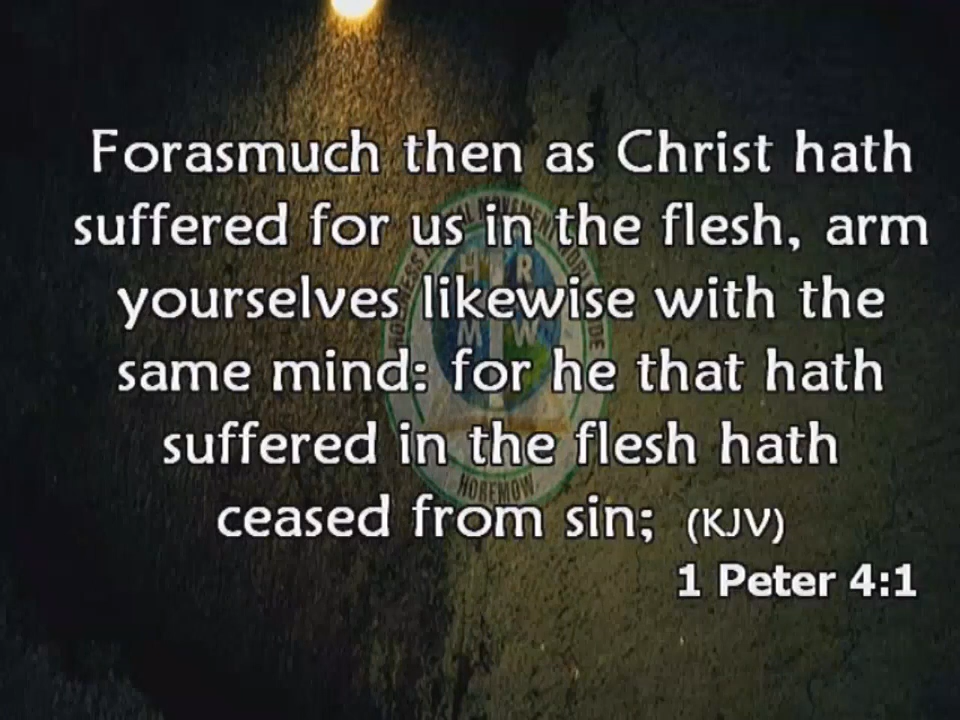 Forasmuch then as Christ hath
suffered for us in the flesh, arm
yourselves likewise with the
same mind: for he that hath
suffered in the flesh hath
ceased from sin; (KJV)
1 Peter 4:1
H R
M W
HOREMOW